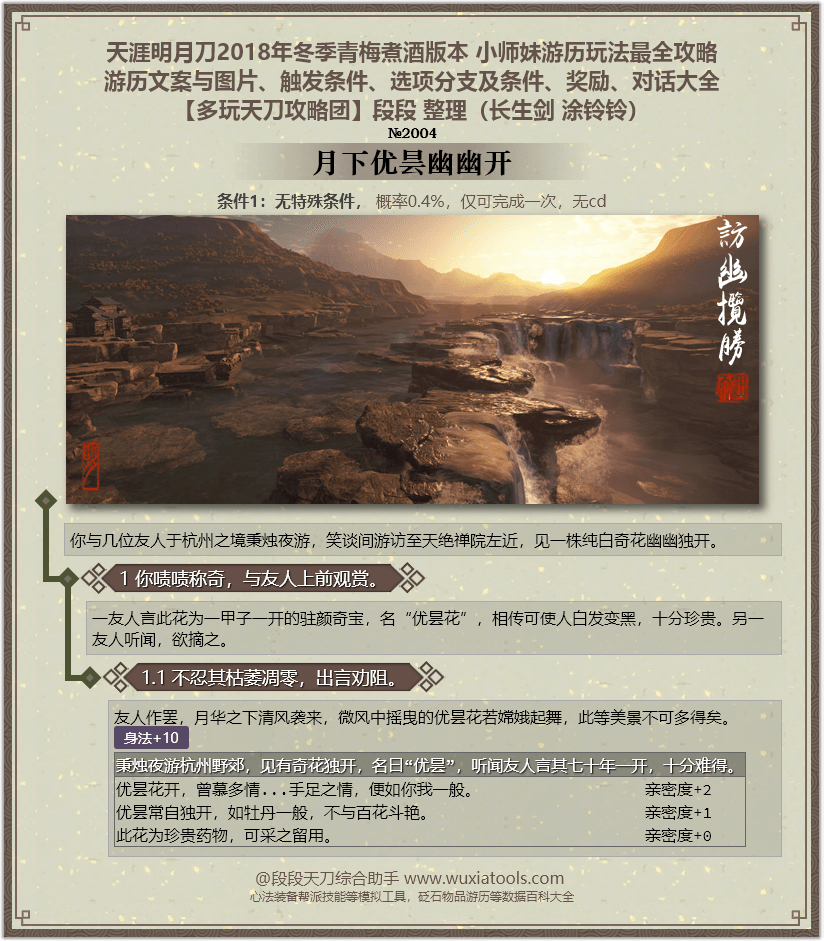 天涯明月刀2018年冬季青梅煮酒版本 小师妹游历玩法最全攻略
游历文案与图片、触发条件、选项分支及条件、奖励、对话大全
【多玩天刀攻略团】段段 整理（长生剑 涂铃铃）
№2004
月下优昙幽幽开
条件1：无特殊条件， 概率0.4%，仅可完成一次，无cd
訪幽攬勝
你与几位友人于杭州之境秉烛夜游，笑谈间游访至天绝禅院左近，见一株纯白奇花幽幽独开。
1 你啧啧称奇，与友人上前观赏。
一友人言此花为一甲子一开的驻颜奇宝，名“优昙花”，相传可使人白发变黑，十分珍贵。另一
友人听闻，欲摘之。
1.1 不忍其枯萎凋零，出言劝阻。
友人作罢，月华之下清风袭来，微风中摇曳的优昙花若嫦娥起舞，此等美景不可多得矣。
身法+10
秉烛夜游杭州野郊，见有奇花独开，名曰“优昙”，听闻友人言其七十年一开，十分难得。
优昙花开，曾慕多情...手足之情，便如你我一般。 亲密度+2
优昙常自独开，如牡丹一般，不与百花斗艳。 亲密度+1
此花为珍贵药物，可采之留用。 亲密度+0
@段段天刀综合助手 www.wuxiatools.com
心法装备帮派技能等模拟工具，砭石物品游历等数据百科大全